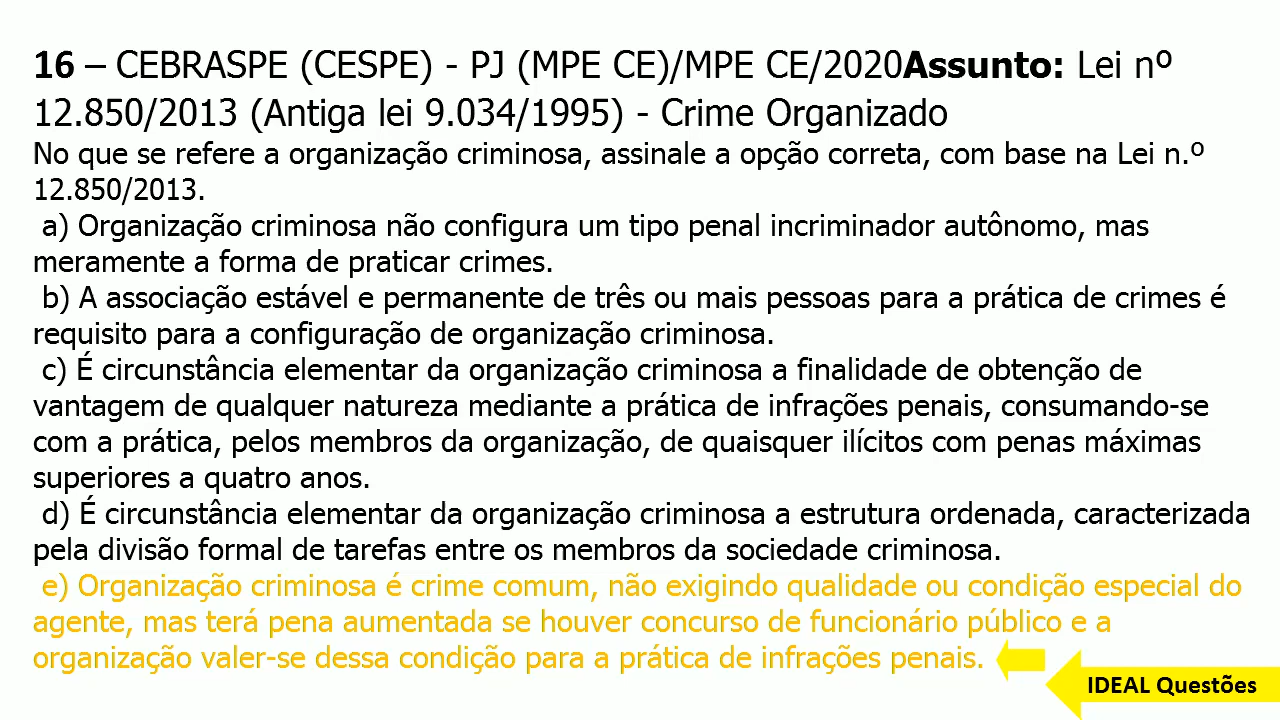 16 – CEBRASPE (CESPE) - PJ (MPE CE)/MPE CE/2020Assunto: Lei nº
12.850/2013 (Antiga lei 9.034/1995) - Crime Organizado
No que se refere a organização criminosa, assinale a opção correta, com base na Lei n.º
12.850/2013.
a) Organização criminosa não configura um tipo penal incriminador autônomo, mas
meramente a forma de praticar crimes.
b) A associação estável e permanente de três ou mais pessoas para a prática de crimes é
requisito para a configuração de organização criminosa.
c) É circunstância elementar da organização criminosa a finalidade de obtenção de
vantagem de qualquer natureza mediante a prática de infrações penais, consumando-se
com a prática, pelos membros da organização, de quaisquer ilícitos com penas máximas
superiores a quatro anos.
d) É circunstância elementar da organização criminosa a estrutura ordenada, caracterizada
pela divisão formal de tarefas entre os membros da sociedade criminosa.
e) Organização criminosa é crime comum, não exigindo qualidade ou condição especial do
agente, mas terá pena aumentada se houver concurso de funcionário público e a
organização valer-se dessa condição para a prática de infrações penais.
IDEAL Questões